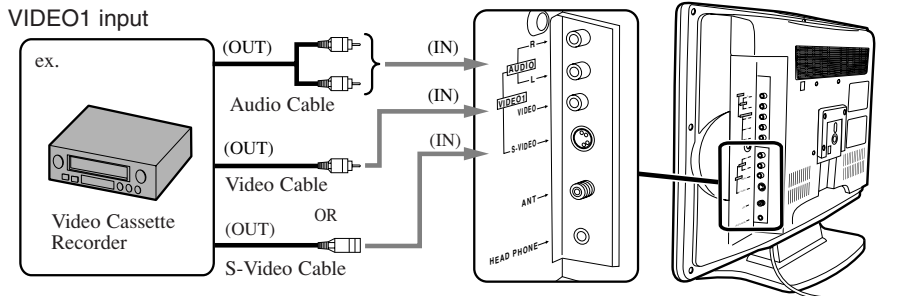 VIDEO1 input
ex.
Video Cassette
Recorder
(OUT)
Audio Cable
(OUT)
Video Cable
OR
(OUT)
S-Video Cable
(IN)
(IN)
(IN)
R
AUDIO
L
VIDEO1
VIDEO
S-VIDEO
ANT
HEAD PHONE